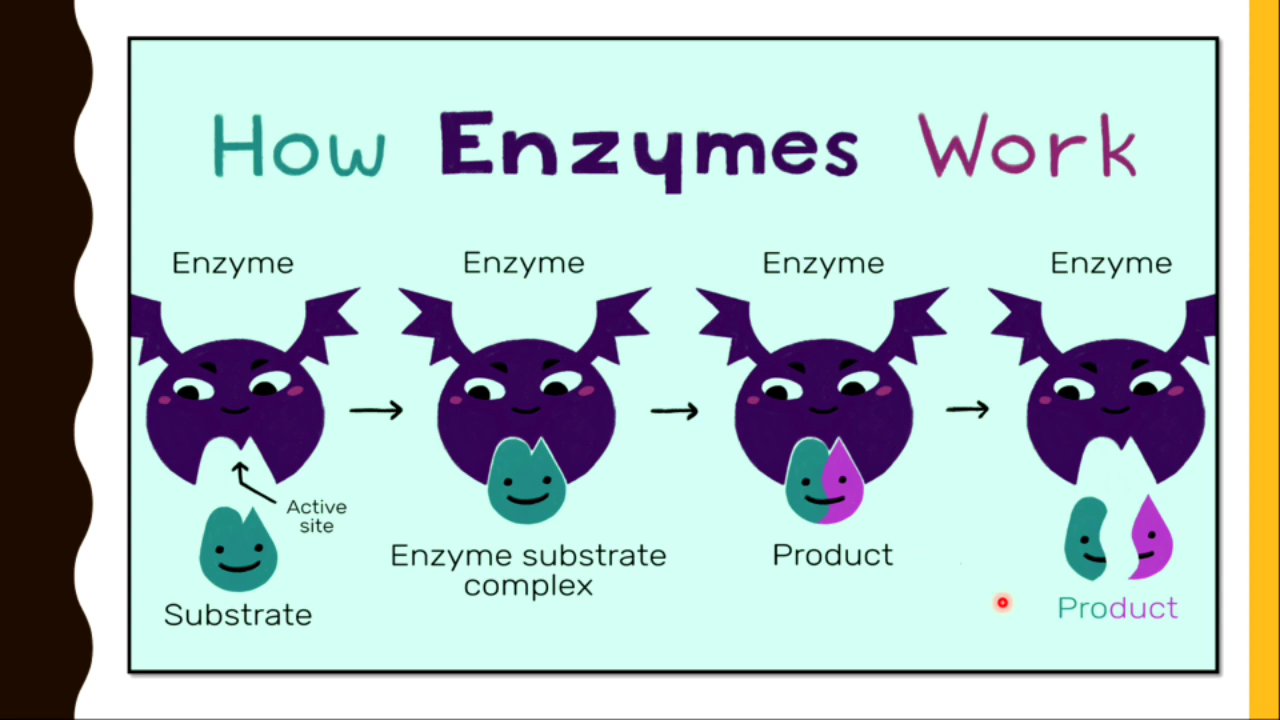 How Enzymes Work
Enzyme
Enzyme
Enzyme
Enzyme
Active
site
Substrate
Enzyme substrate
complex
Product
Product